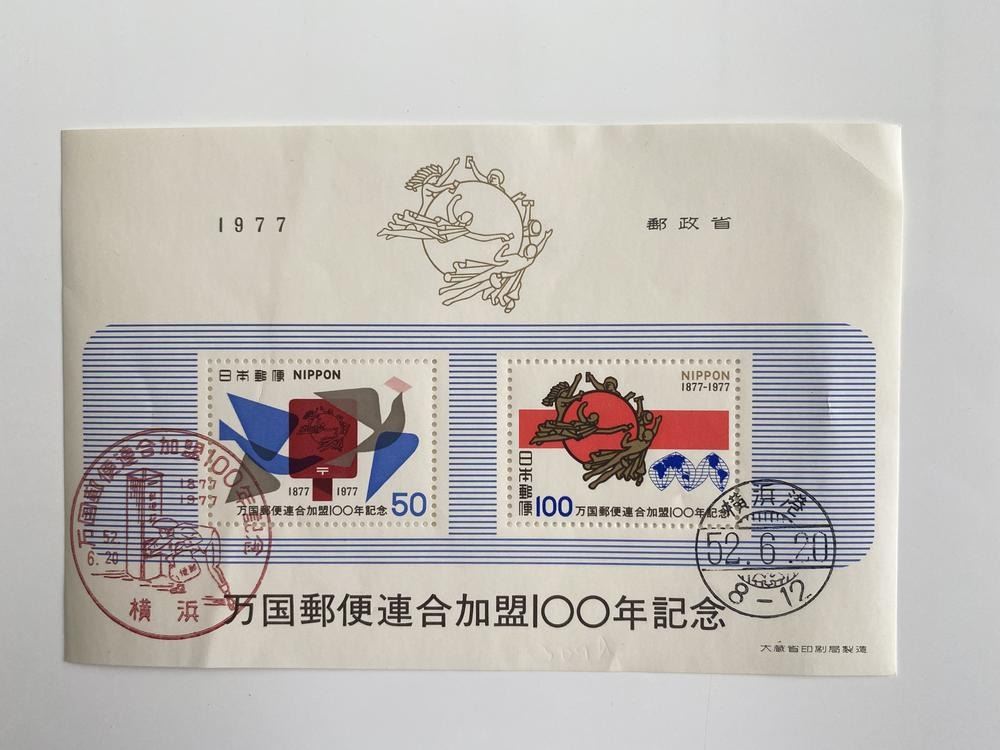 1977
郵政省
日本郵便 NIPPON
〒
1877 1977
万国郵便連合加盟100年記念 50
NIPPON
1877-1977
日本郵便
100 万国郵便連合加盟100年記念
万国郵便連合加盟100年記念
1877
1977
52
6.20
横浜
横浜港
52.6.20
8-12
万国郵便連合加盟100年記念
大蔵省印刷局製造